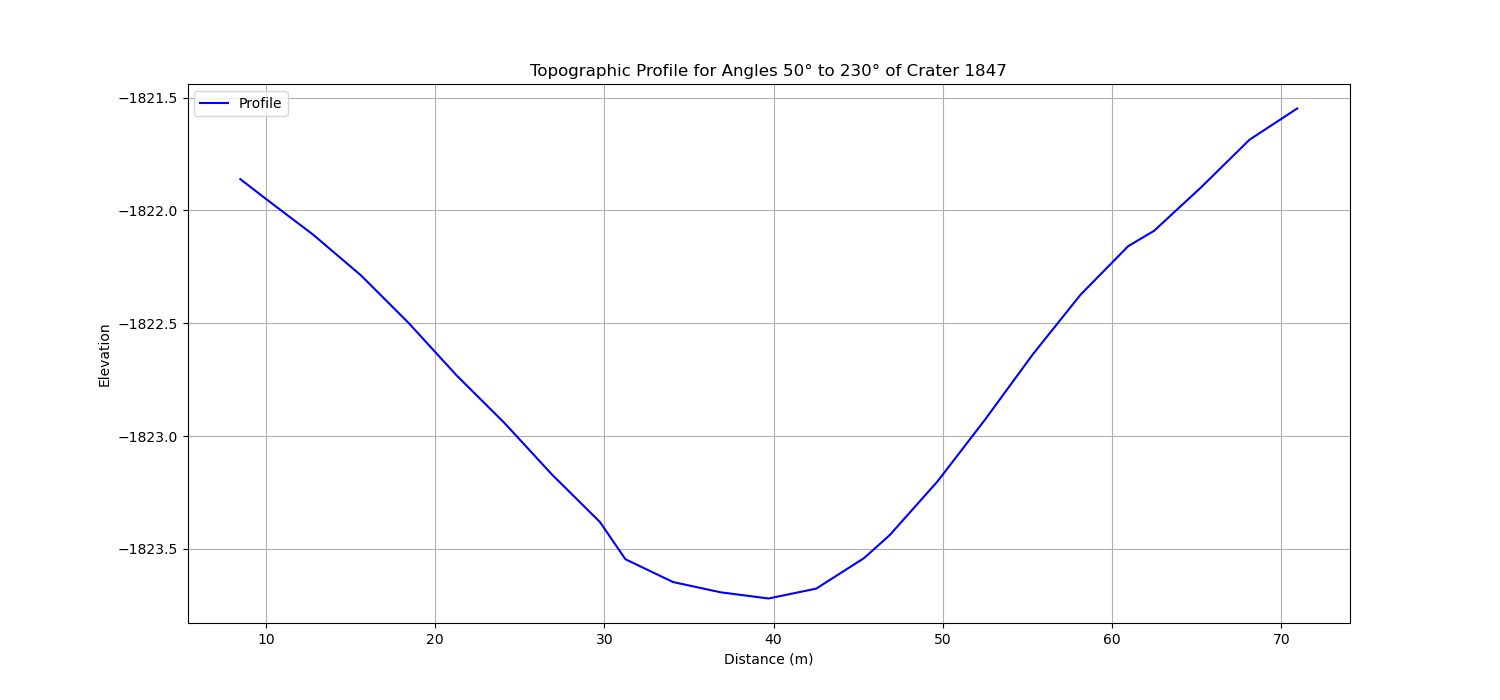 Topographic Profile for Angles 50° to 230° of Crater 1847
Profile
Elevation
−1821.5
−1822.0
−1822.5
−1823.0
−1823.5
10 20 30 40 50 60 70
Distance (m)